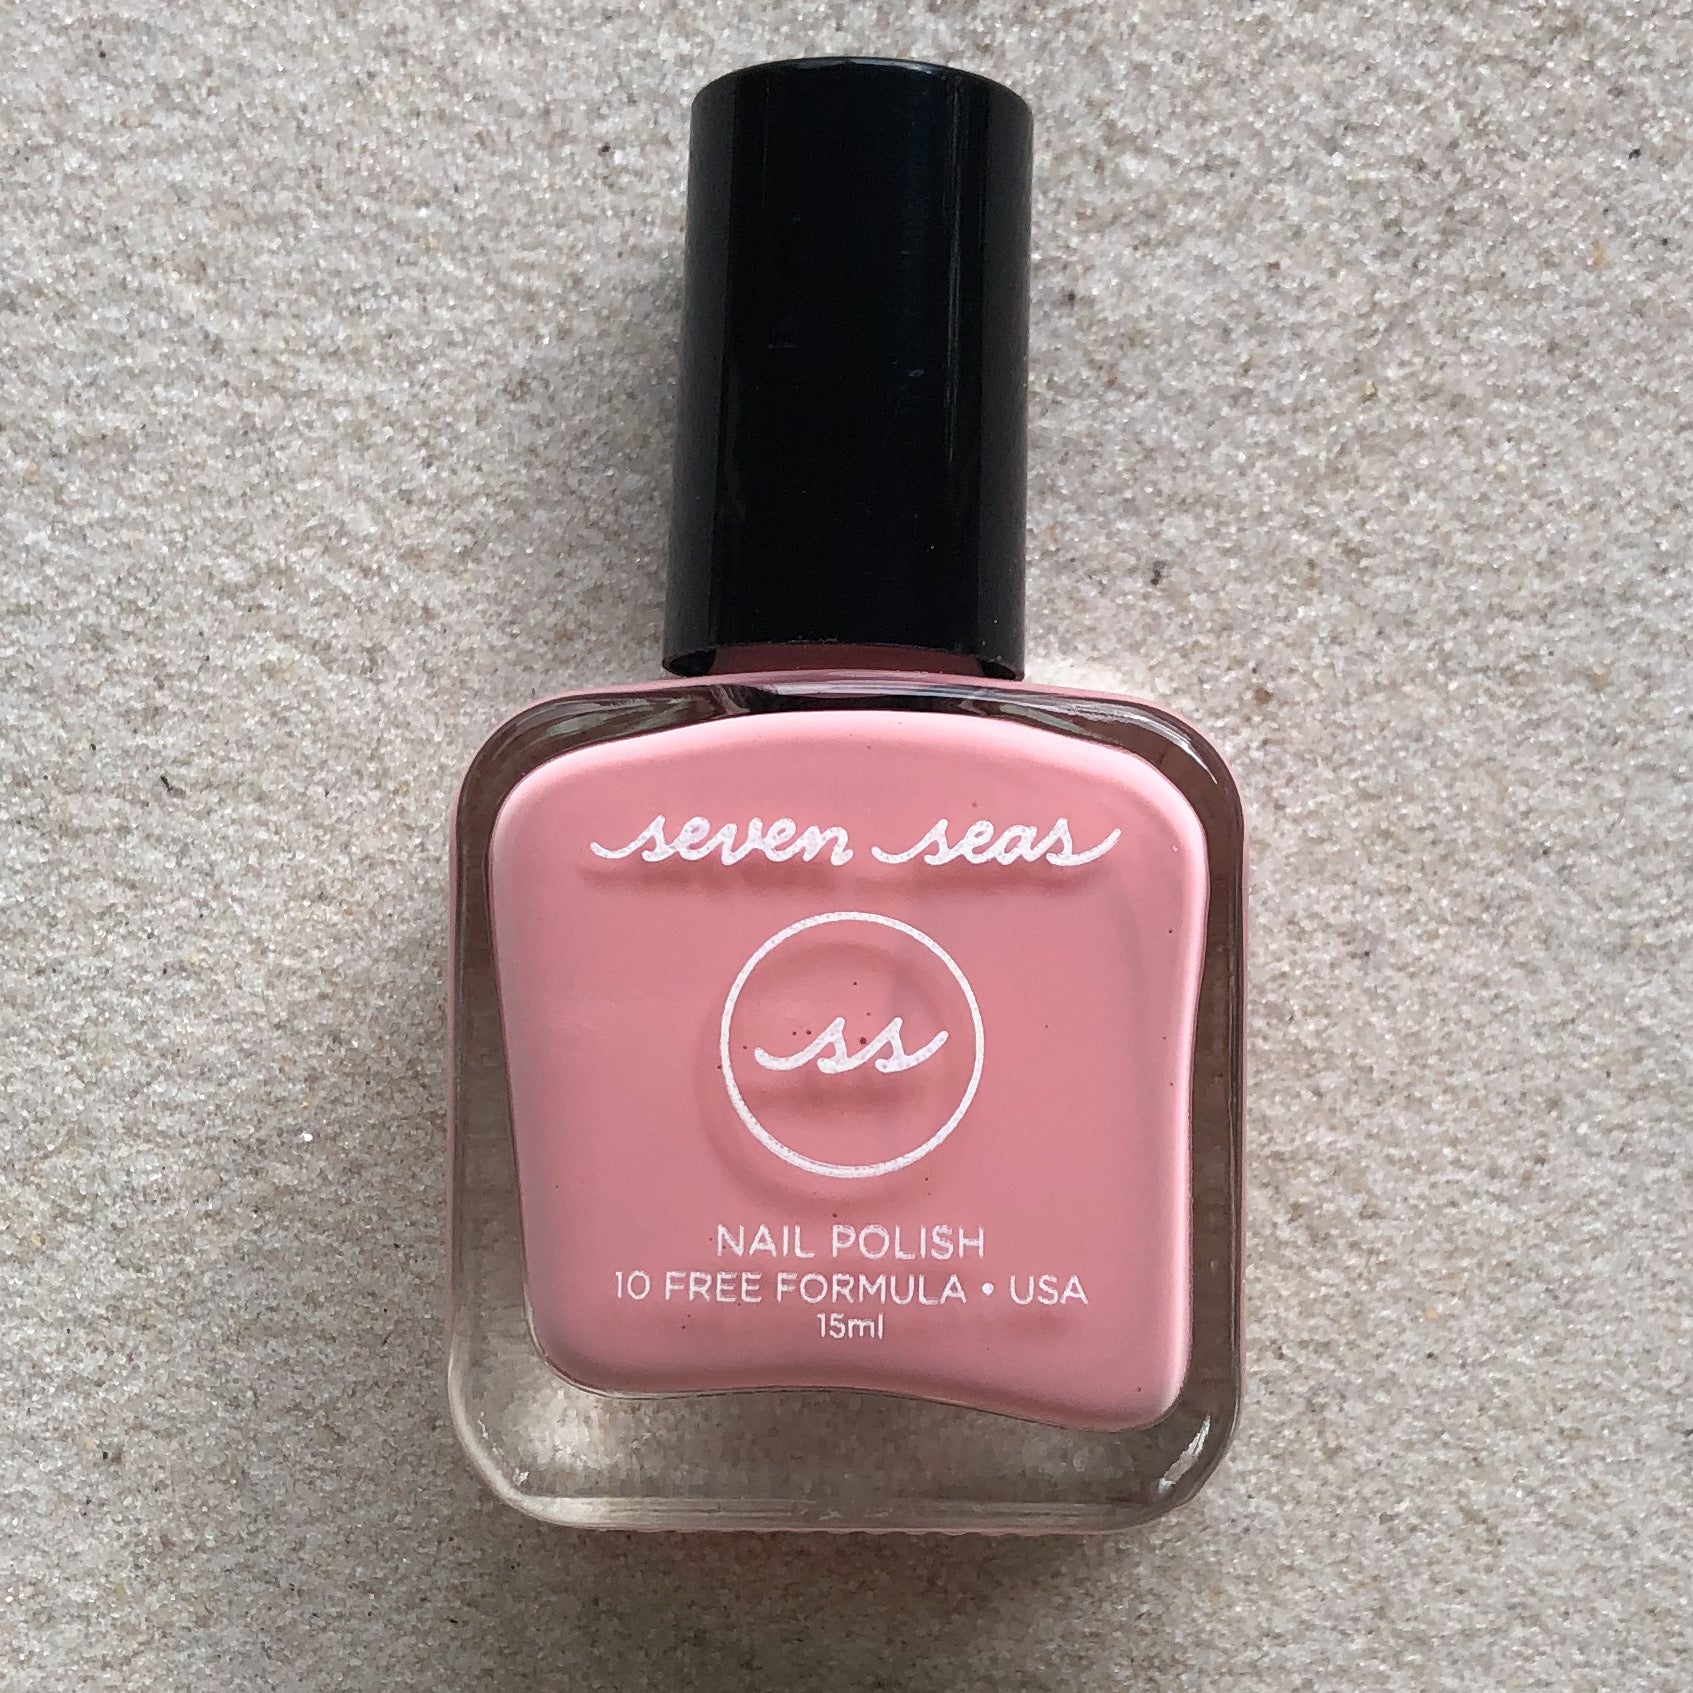 seven seas
ss
NAIL POLISH
10 FREE FORMULA • USA
15ml